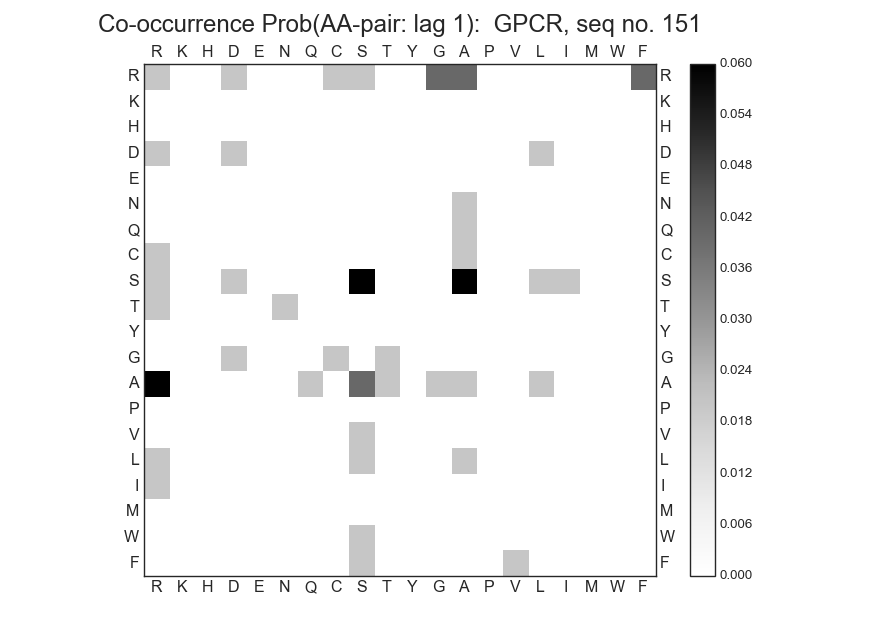 Co-occurrence Prob(AA-pair: lag 1):  GPCR, seq no. 151
R K H D E N Q C S T Y G A P V L I M W F
R R 0.060
K K 0.054
H H
D D 0.048
E E
N N 0.042
Q Q
C C 0.036
S S
T T 0.030
Y Y
G G 0.024
A A
P P 0.018
V V
L L 0.012
I I
M M 0.006
W W
F F 0.000
R K H D E N Q C S T Y G A P V L I M W F